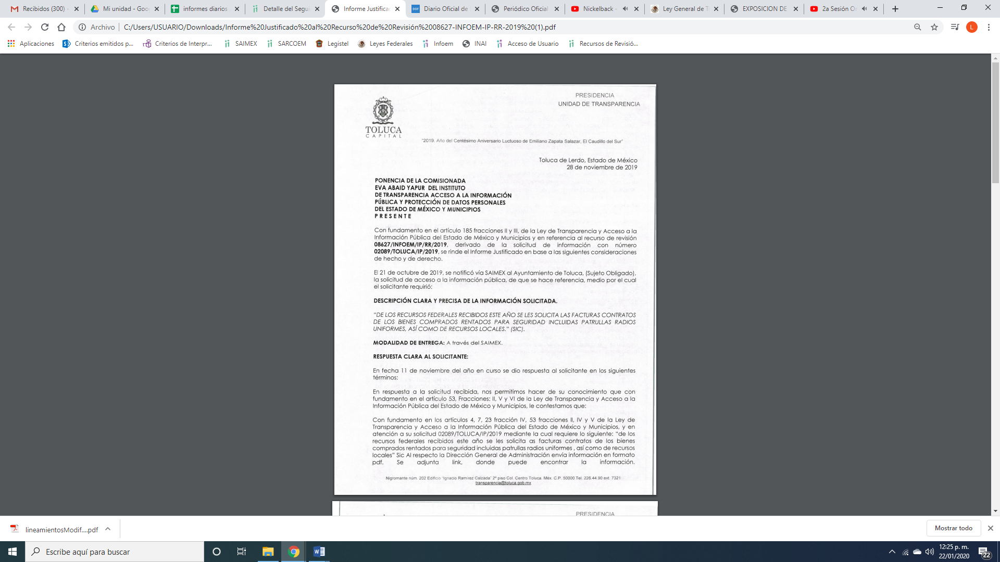 Recibidos (300) -
Mi unidad - Goo
informes diarios
Detalle del Segui
Informe Justifica
Diario Oficial de
Periódico Oficial
Nickelback -
Ley General de T
EXPOSICION DE
2a Sesión Or
Archivo
C:/Users/USUARIO/Downloads/Informe%20Justificado%20al%20Recurso%20de%20Revisión%2008627-INFOEM-IP-RR-2019%20(1).pdf
L
Aplicaciones
Criterios emitidos p...
Criterios de Interpr...
SAIMEX
SARCOEM
Legistel
Leyes Federales
Infoem
INAI
Acceso de Usuario
Recursos de Revisió...
PRESIDENCIA
UNIDAD DE TRANSPARENCIA
TOLUCA
CAPITAL
"2019. Año del Centésimo Aniversario Luctuoso de Emiliano Zapata Salazar, El Caudillo del Sur"
Toluca de Lerdo, Estado de México
28 de noviembre de 2019
PONENCIA DE LA COMISIONADA
EVA ABAID YAPUR DEL INSTITUTO
DE TRANSPARENCIA ACCESO A LA INFORMACIÓN
PÚBLICA Y PROTECCIÓN DE DATOS PERSONALES
DEL ESTADO DE MÉXICO Y MUNICIPIOS
P R E S E N T E
Con fundamento en el artículo 185 fracciones II y III, de la Ley de Transparencia y Acceso a la
Información Pública del Estado de México y Municipios y en referencia al recurso de revisión
08627/INFOEM/IP/RR/2019, derivado de la solicitud de información con número
02089/TOLUCA/IP/2019, se rinde el Informe Justificado en base a las siguientes consideraciones
de hecho y de derecho.
El 21 de octubre de 2019, se notificó vía SAIMEX al Ayuntamiento de Toluca, (Sujeto Obligado),
la solicitud de acceso a la información pública, de que se hace referencia, medio por el cual
el solicitante requirió:
DESCRIPCIÓN CLARA Y PRECISA DE LA INFORMACIÓN SOLICITADA.
"DE LOS RECURSOS FEDERALES RECIBIDOS ESTE AÑO SE LES SOLICITA LAS FACTURAS CONTRATOS
DE LOS BIENES COMPRADOS RENTADOS PARA SEGURIDAD INCLUIDAS PATRULLAS RADIOS
UNIFORMES, ASÍ COMO DE RECURSOS LOCALES." (SIC).
MODALIDAD DE ENTREGA: A través del SAIMEX.
RESPUESTA CLARA AL SOLICITANTE:
En fecha 11 de noviembre del año en curso se dio respuesta al solicitante en los siguientes
términos:
En respuesta a la solicitud recibida, nos permitimos hacer de su conocimiento que con
fundamento en el artículo 53, Fracciones: II, V y VI de la Ley de Transparencia y Acceso a la
Información Pública del Estado de México y Municipios, le contestamos que:
Con fundamento en los artículos 4, 7, 23 fracción IV, 53 fracciones II, IV y V de la Ley de
Transparencia y Acceso a la Información Pública del Estado de México y Municipios, y en
atención a su solicitud 02089/TOLUCA/IP/2019 mediante la cual requiere lo siguiente: "de los
recursos federales recibidos este año se les solicita as facturas contratos de los bienes
comprados rentados para seguridad incluidas patrullas radios uniformes , así como de recursos
locales" Sic Al respecto la Dirección General de Administración envía información en formato
pdf. Se adjunta link, donde puede encontrar la información.
Nigromante núm. 202 Edificio "Ignacio Ramírez Calzada" 2º piso Col. Centro Toluca. Méx. C.P. 50000 Tel. 226.44.90 ext. 7321
transparencia@toluca.gob.mx
PRESIDENCIA
lineamientosModif....pdf
Mostrar todo
Escribe aquí para buscar
12:25 p. m.
22/01/2020
22